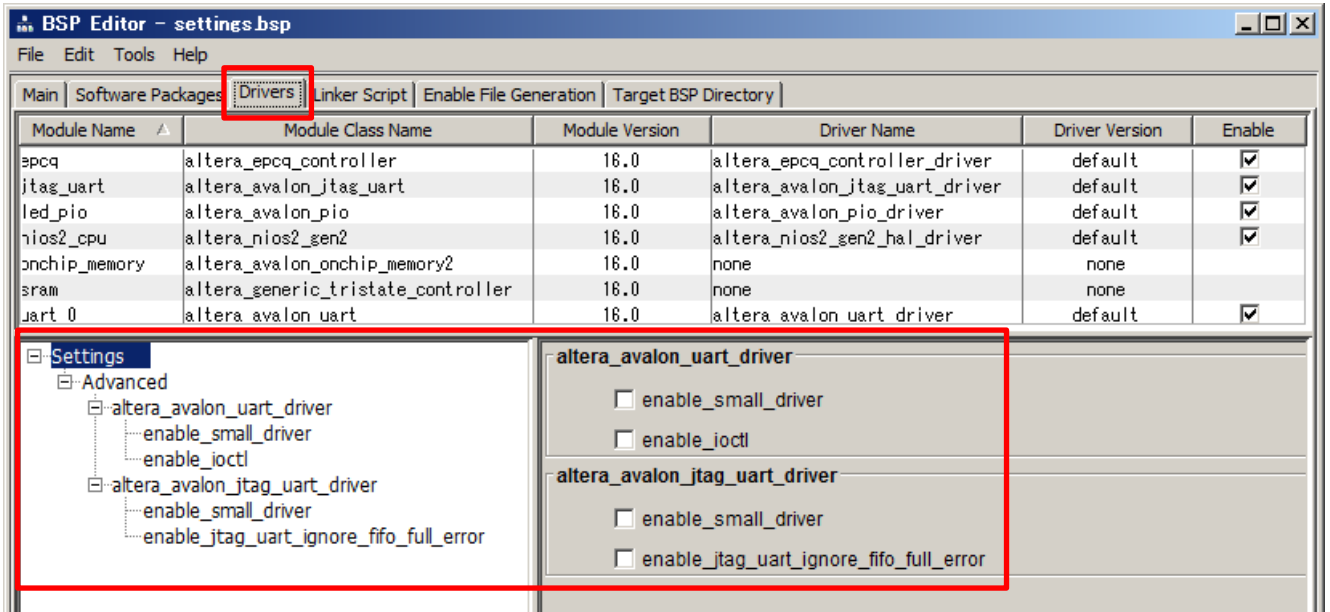 BSP Editor - settings.bsp
File Edit Tools Help
Main Software Packages Drivers Linker Script Enable File Generation Target BSP Directory
Module Name Module Class Name Module Version Driver Name Driver Version Enable
epcq altera_epcq_controller 16.0 altera_epcq_controller_driver default
jtag_uart altera_avalon_jtag_uart 16.0 altera_avalon_jtag_uart_driver default
led_pio altera_avalon_pio 16.0 altera_avalon_pio_driver default
nios2_cpu altera_nios2_gen2 16.0 altera_nios2_gen2_hal_driver default
onchip_memory altera_avalon_onchip_memory2 16.0 none none
sram altera_generic_tristate_controller 16.0 none none
uart_0 altera_avalon_uart 16.0 altera_avalon_uart_driver default
Settings
Advanced
altera_avalon_uart_driver
enable_small_driver
enable_ioctl
altera_avalon_jtag_uart_driver
enable_small_driver
enable_jtag_uart_ignore_fifo_full_error
altera_avalon_uart_driver
enable_small_driver
enable_ioctl
altera_avalon_jtag_uart_driver
enable_small_driver
enable_jtag_uart_ignore_fifo_full_error